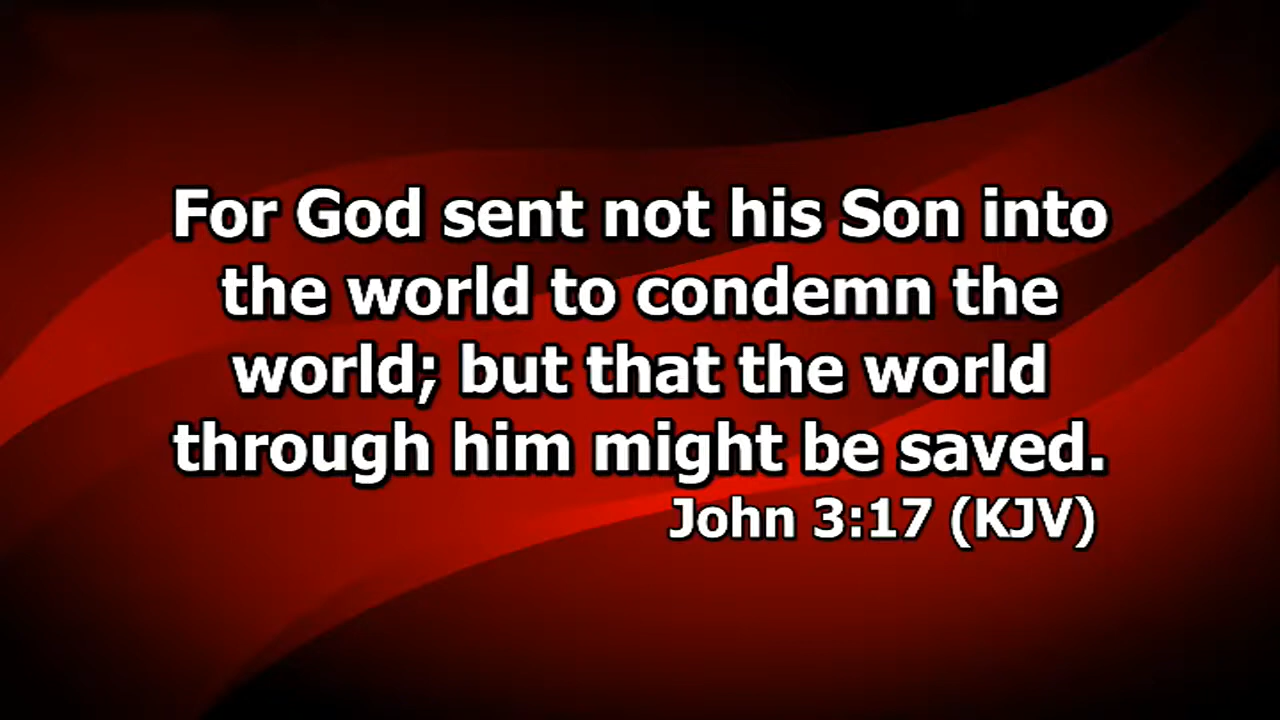 For God sent not his Son into
the world to condemn the
world; but that the world
through him might be saved.
John 3:17 (KJV)